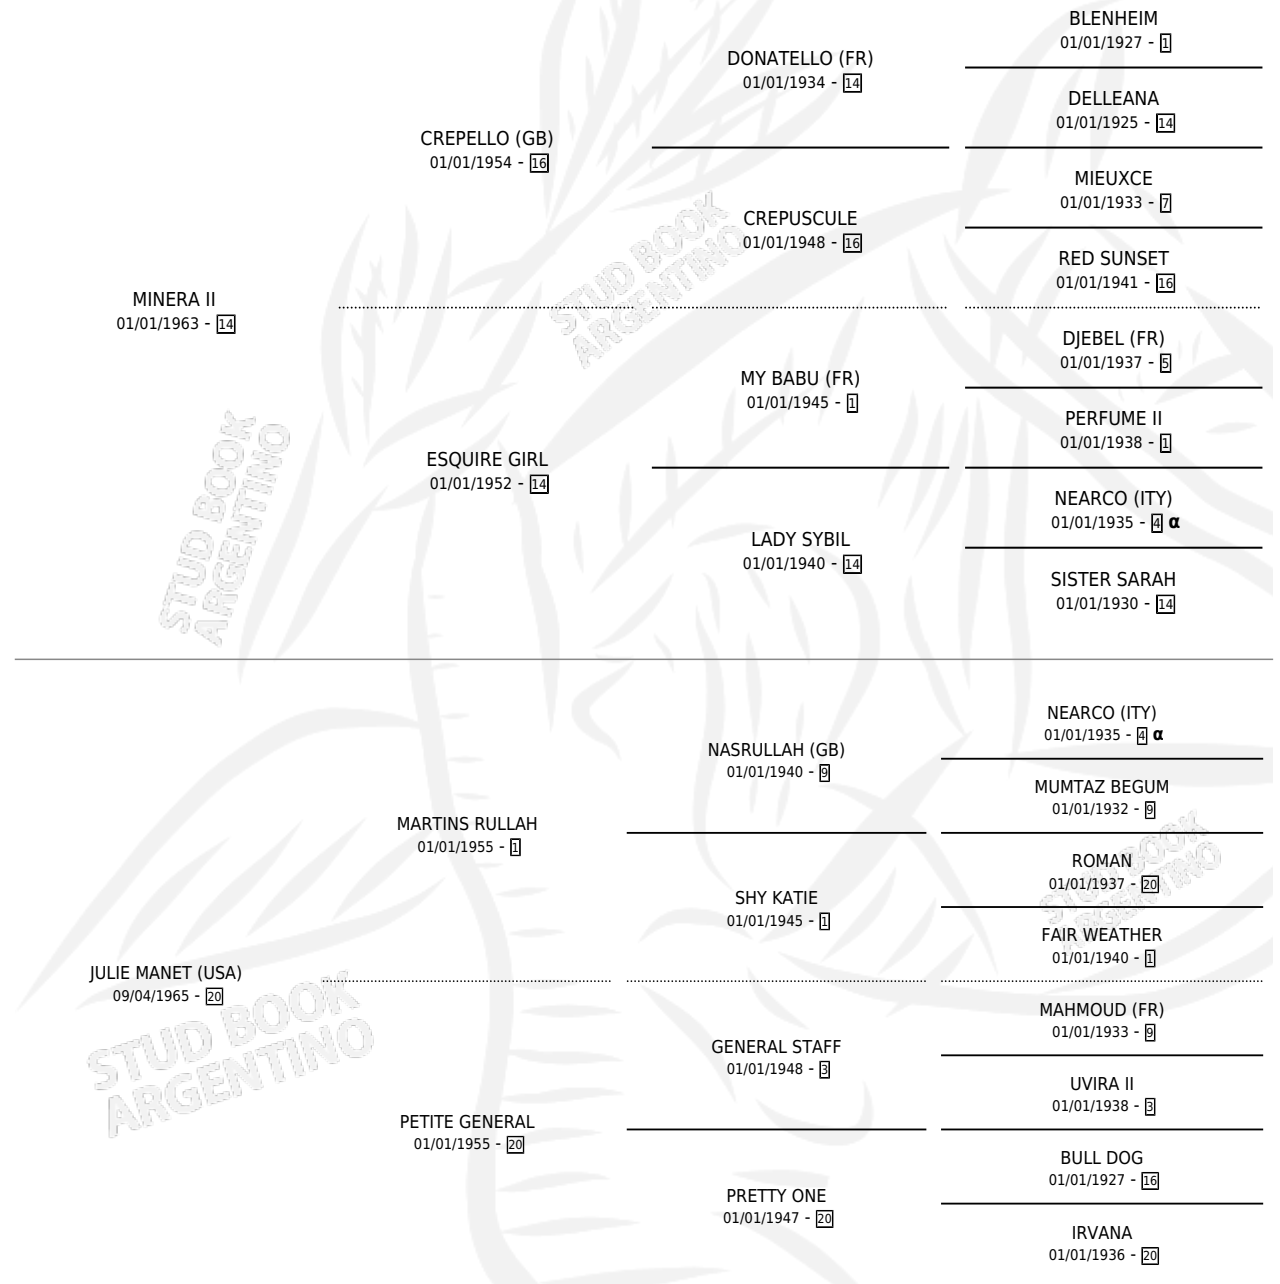 BLENHEIM
01/01/1927 - 1
DONATELLO (FR)
01/01/1934 - 14
DELLEANA
01/01/1925 - 14
CREPELLO (GB)
01/01/1954 - 16
MIEUXCE
01/01/1933 - 7
CREPUSCULE
01/01/1948 - 16
RED SUNSET
01/01/1941 - 16
STUD BOOK
ARGENTINO
MINERA II
01/01/1963 - 14
DJEBEL (FR)
01/01/1937 - 5
MY BABU (FR)
01/01/1945 - 1
PERFUME II
01/01/1938 - 1
ESQUIRE GIRL
01/01/1952 - 14
NEARCO (ITY)
01/01/1935 - 4 α
LADY SYBIL
01/01/1940 - 14
SISTER SARAH
01/01/1930 - 14
STUD BOOK
ARGENTINO
NEARCO (ITY)
01/01/1935 - 4 α
NASRULLAH (GB)
01/01/1940 - 9
MUMTAZ BEGUM
01/01/1932 - 9
MARTINS RULLAH
01/01/1955 - 1
ROMAN
01/01/1937 - 20
SHY KATIE
01/01/1945 - 1
FAIR WEATHER
01/01/1940 - 1
STUD BOOK
ARGENTINO
JULIE MANET (USA)
09/04/1965 - 20
MAHMOUD (FR)
01/01/1933 - 9
GENERAL STAFF
01/01/1948 - 3
UVIRA II
01/01/1938 - 3
PETITE GENERAL
01/01/1955 - 20
BULL DOG
01/01/1927 - 16
PRETTY ONE
01/01/1947 - 20
IRVANA
01/01/1936 - 20
STUD BOOK
ARGENTINO